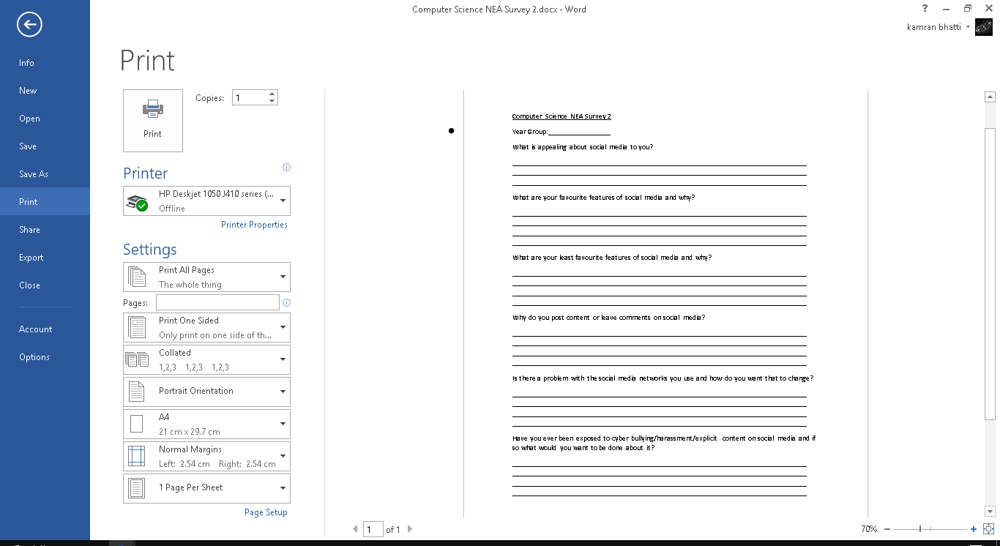 Computer Science NEA Survey 2.docx - Word
?
kamran bhatti
Info
New
Open
Save
Save As
Print
Share
Export
Close
Account
Options
Print
Print
Copies: 1
Printer
HP Deskjet 1050 J410 series (...
Offline
Printer Properties
Settings
Print All Pages
The whole thing
Pages:
Print One Sided
Only print on one side of th...
Collated
1,2,3 1,2,3 1,2,3
Portrait Orientation
A4
21 cm x 29.7 cm
Normal Margins
Left: 2.54 cm Right: 2.54 cm
1 Page Per Sheet
Page Setup
Computer Science NEA Survey 2
Year Group:________________
What is appealing about social media to you?
What are your favourite features of social media and why?
What are your least favourite features of social media and why?
Why do you post content or leave comments on social media?
Is there a problem with the social media networks you use and how do you want that to change?
Have you ever been exposed to cyber bullying/harassment/explicit content on social media and if
so what would you want to be done about it?
1 of 1
70%